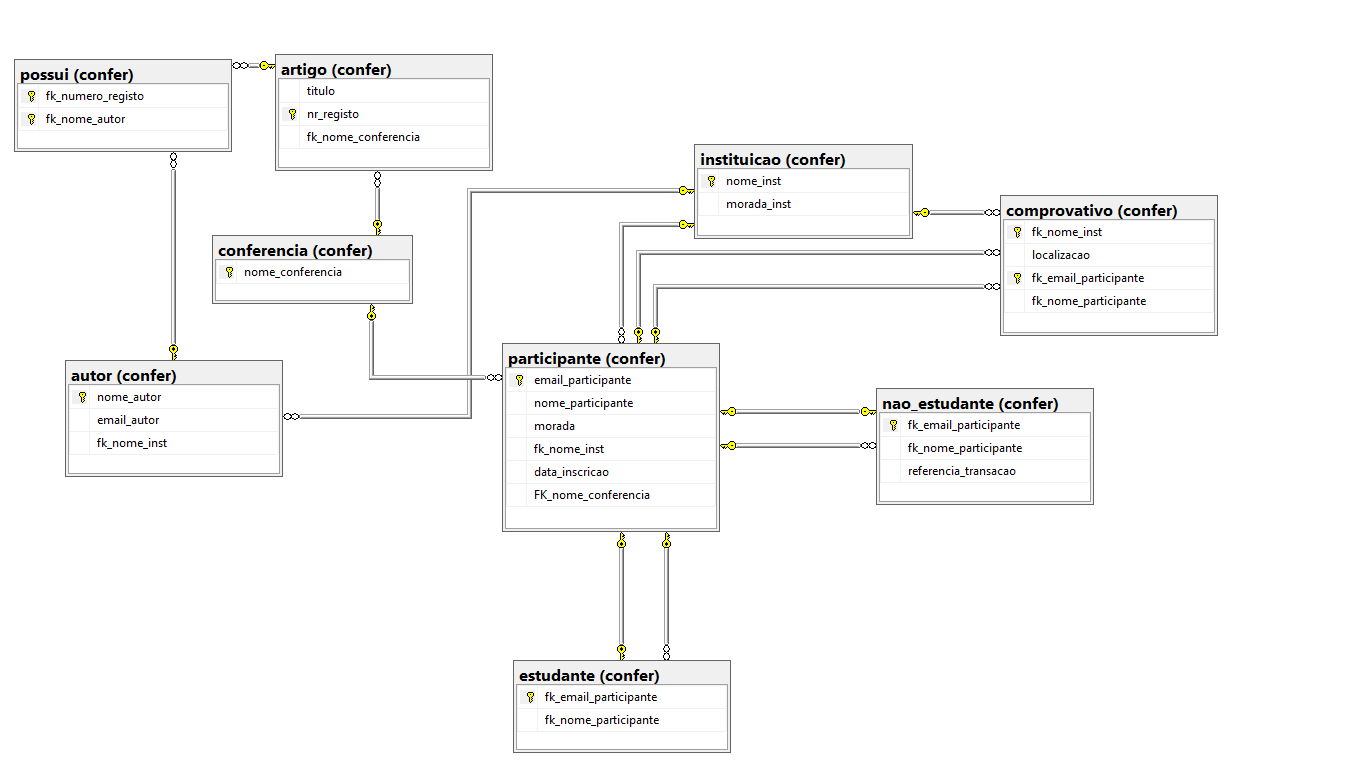 possui (confer)
fk_numero_registo
fk_nome_autor
artigo (confer)
titulo
nr_registo
fk_nome_conferencia
instituicao (confer)
nome_inst
morada_inst
comprovativo (confer)
fk_nome_inst
localizacao
fk_email_participante
fk_nome_participante
conferencia (confer)
nome_conferencia
autor (confer)
nome_autor
email_autor
fk_nome_inst
participante (confer)
email_participante
nome_participante
morada
fk_nome_inst
data_inscricao
FK_nome_conferencia
nao_estudante (confer)
fk_email_participante
fk_nome_participante
referencia_transacao
estudante (confer)
fk_email_participante
fk_nome_participante